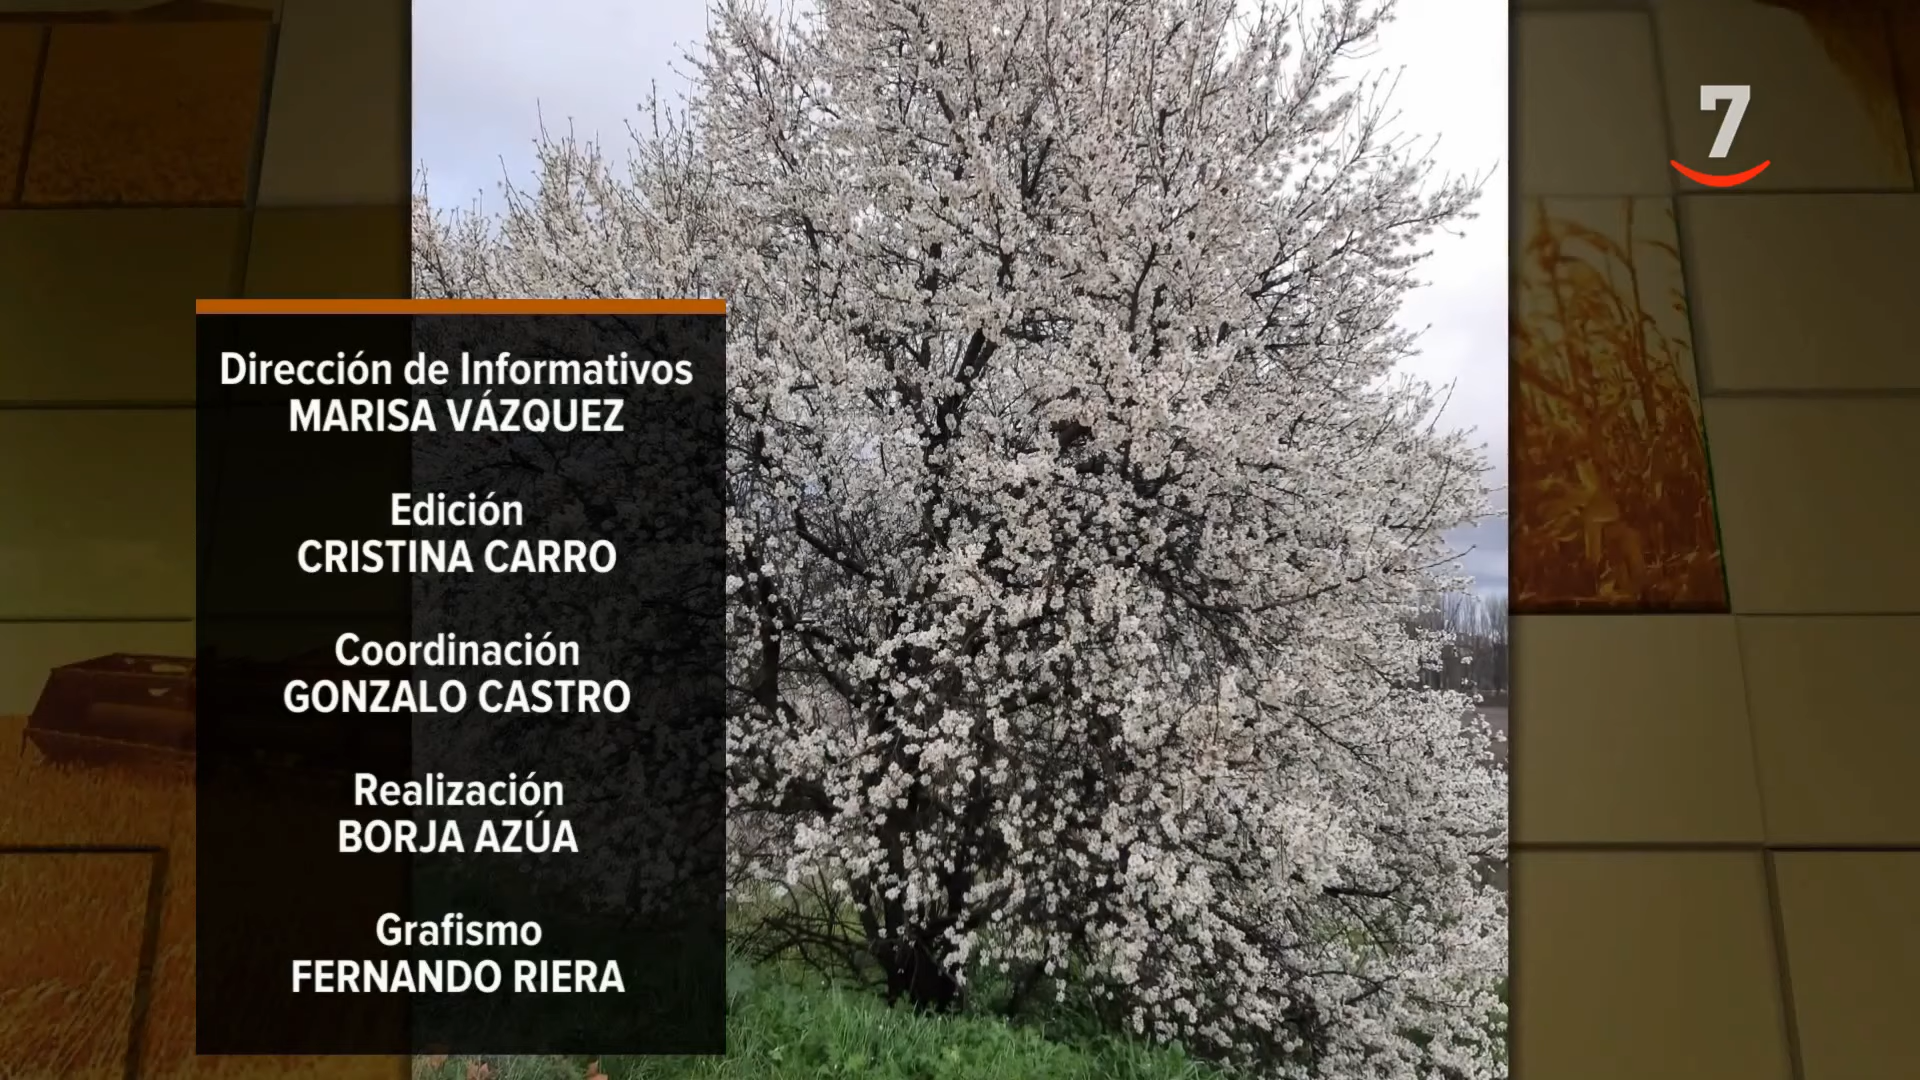 7
Dirección de Informativos
MARISA VÁZQUEZ
Edición
CRISTINA CARRO
Coordinación
GONZALO CASTRO
Realización
BORJA AZÚA
Grafismo
FERNANDO RIERA